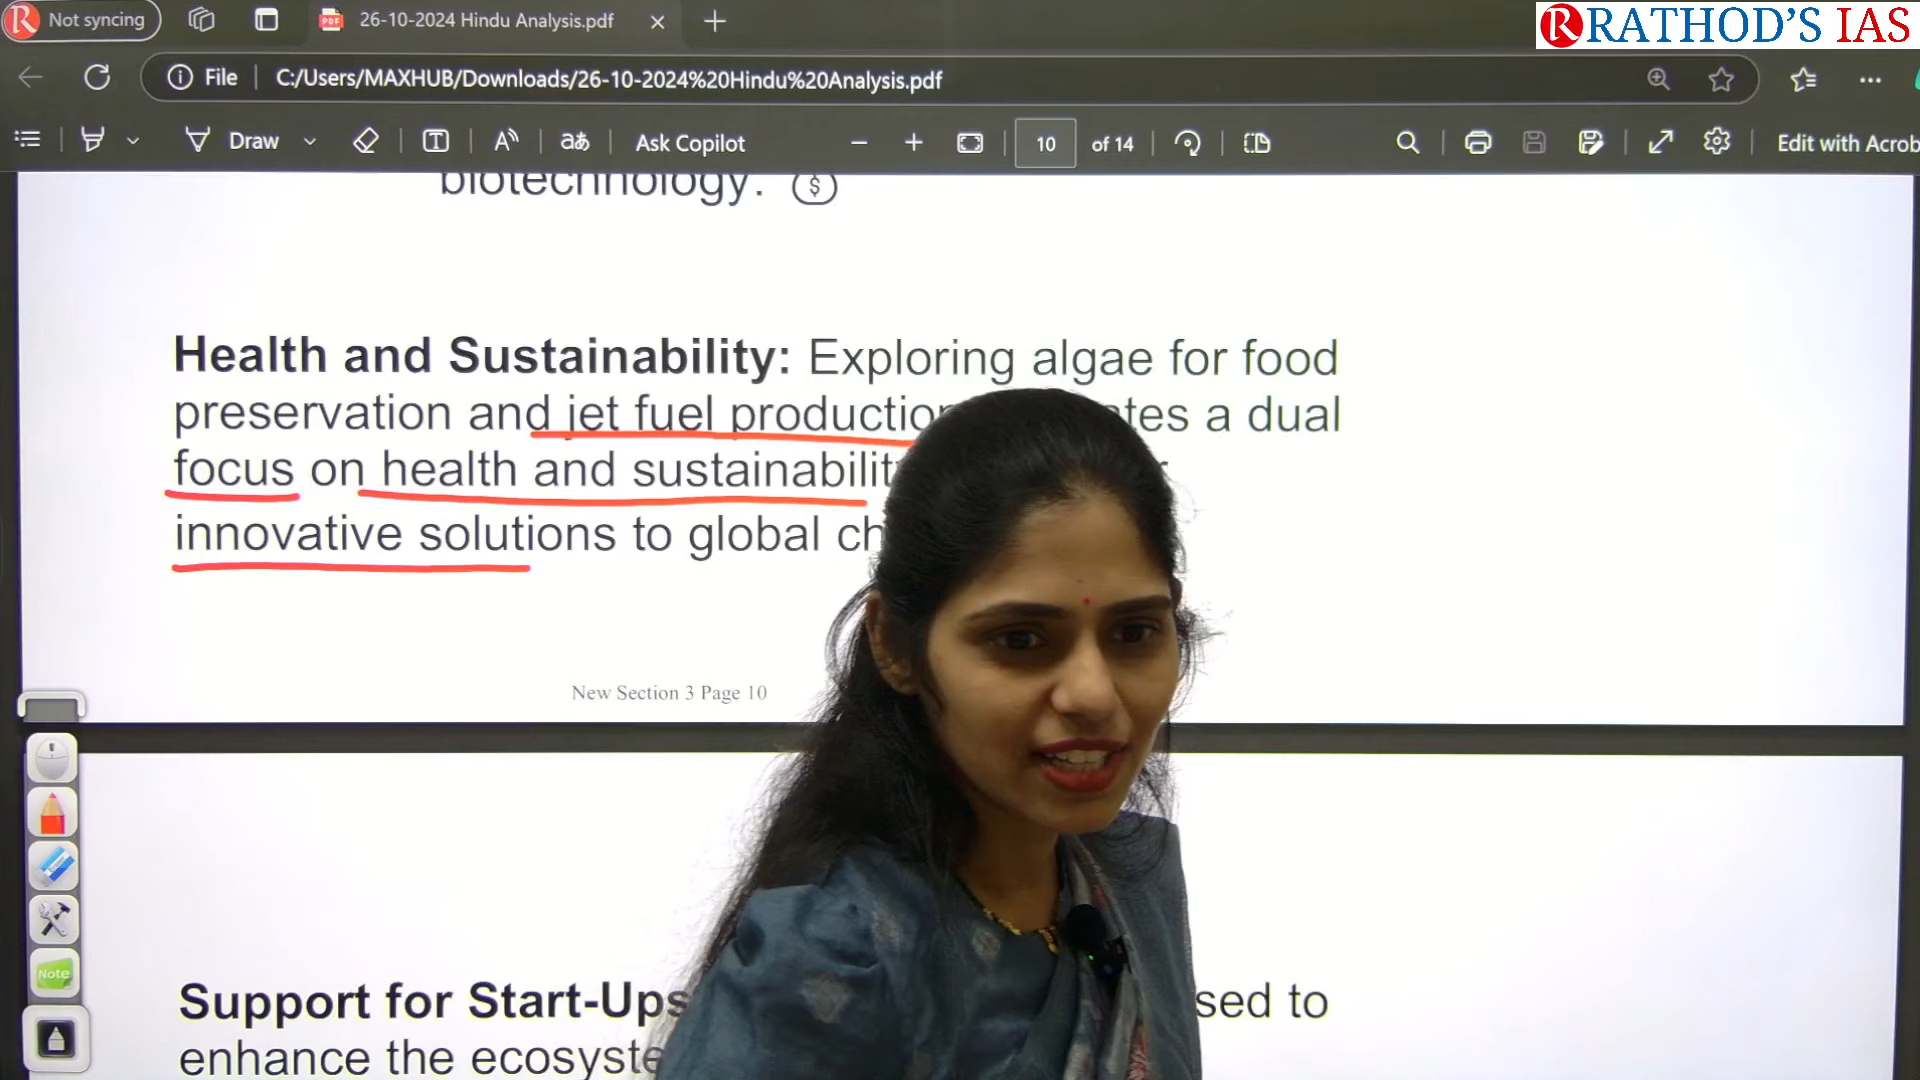 Not syncing
26-10-2024 Hindu Analysis.pdf
RATHOD'S IAS
File
C:/Users/MAXHUB/Downloads/26-10-2024%20Hindu%20Analysis.pdf
Draw
Ask Copilot
10 of 14
Edit with Acrob
biotechnology. $
Health and Sustainability: Exploring algae for food
preservation and jet fuel productio tes a dual
focus on health and sustainabilit
innovative solutions to global ch
New Section 3 Page 10
Note
Support for Start-Ups sed to
enhance the ecosyste